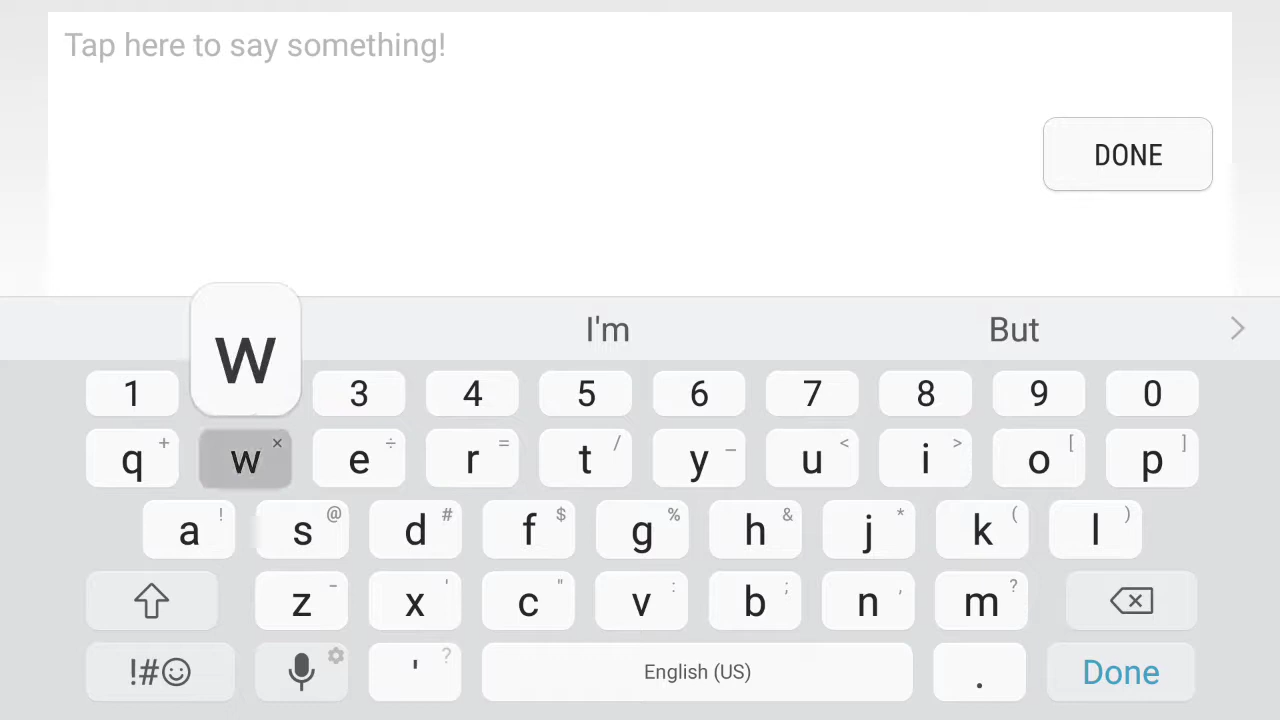 Tap here to say something!
DONE
I'm But
W
1 3 4 5 6 7 8 9 0
q + w × e ÷ r = t / y _ u < i > o [ p ]
a ! s @ d # f $ g % h & j * k ( l )
z - x ' c " v : b ; n , m ?
!#☺ ' ? English (US) . Done